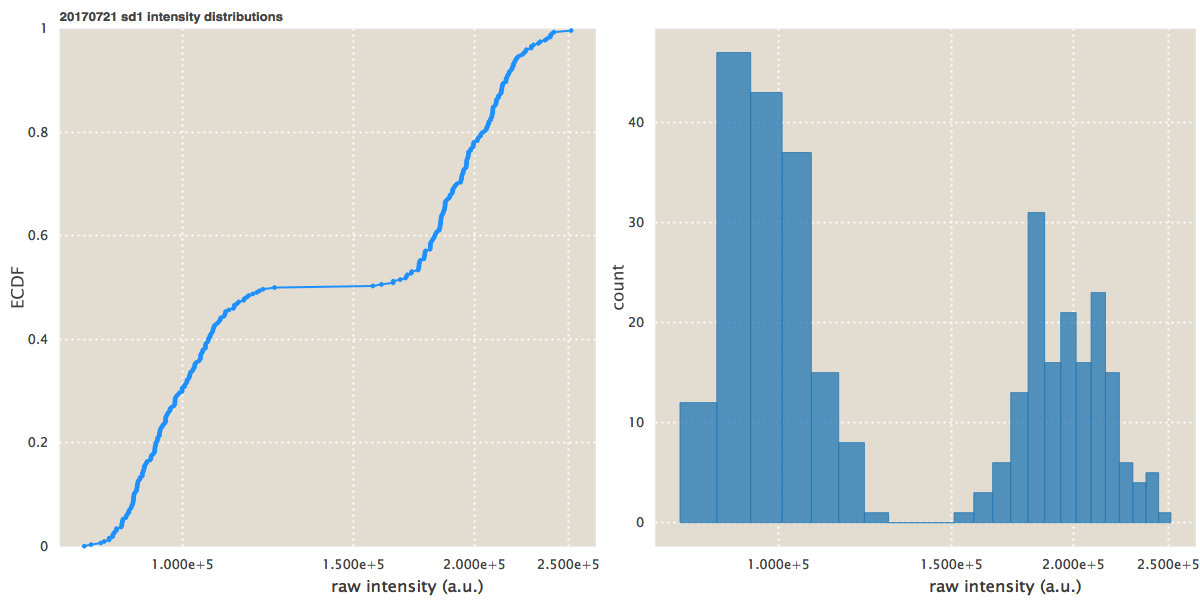 20170721 sd1 intensity distributions
1
0.8
0.6
0.4
0.2
0
ECDF
1.000e+5 1.500e+5 2.000e+5 2.500e+5
raw intensity (a.u.)
40
30
20
10
0
count
1.000e+5 1.500e+5 2.000e+5 2.500e+5
raw intensity (a.u.)